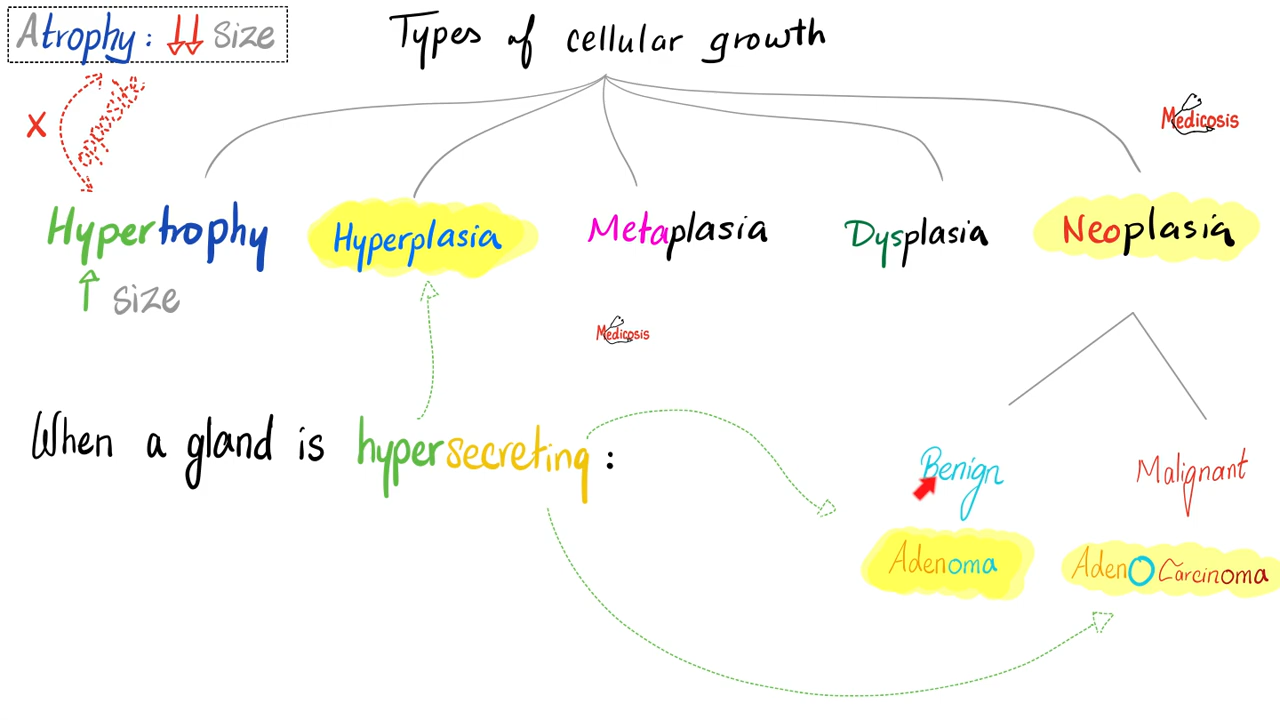 Atrophy: ↓↓ Size
Types of cellular growth
Medicosis
X
Hypertrophy
Hyperplasia
Metaplasia
Dysplasia
Neoplasia
↑ Size
Medicosis
When a gland is hypersecreting:
Benign
Malignant
Adenoma
AdenOCarcinoma